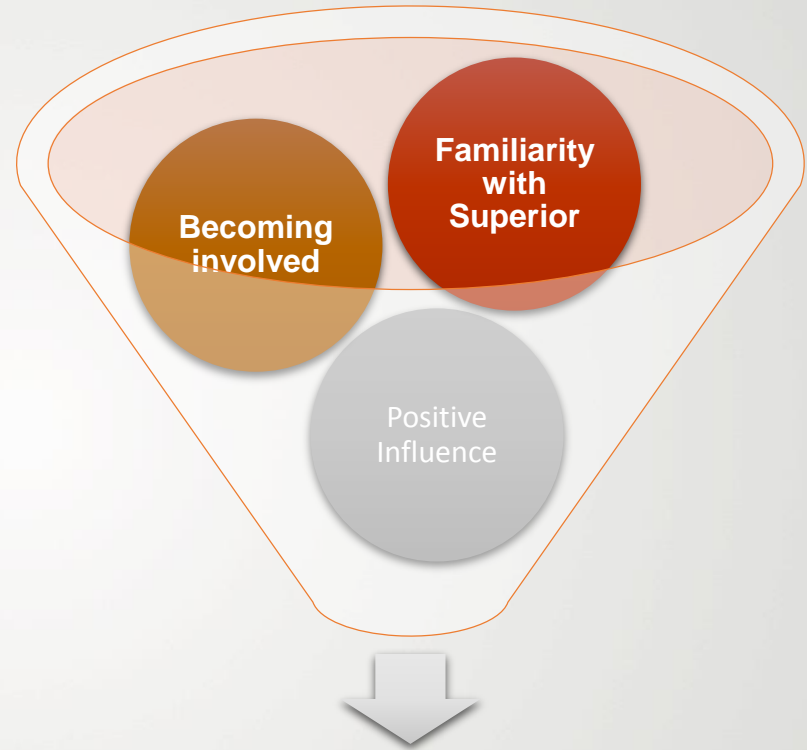 Familiarity
with
Superior
Becoming
involved
Positive
Influence